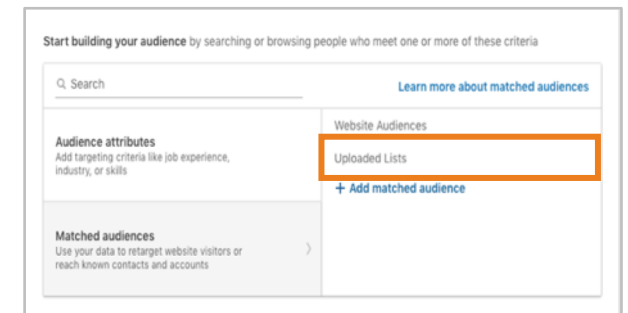 Start building your audience by searching or browsing people who meet one or more of these criteria
Search
Learn more about matched audiences
Audience attributes
Add targeting criteria like job experience,
industry, or skills
Matched audiences
Use your data to retarget website visitors or
reach known contacts and accounts
Website Audiences
Uploaded Lists
+ Add matched audience